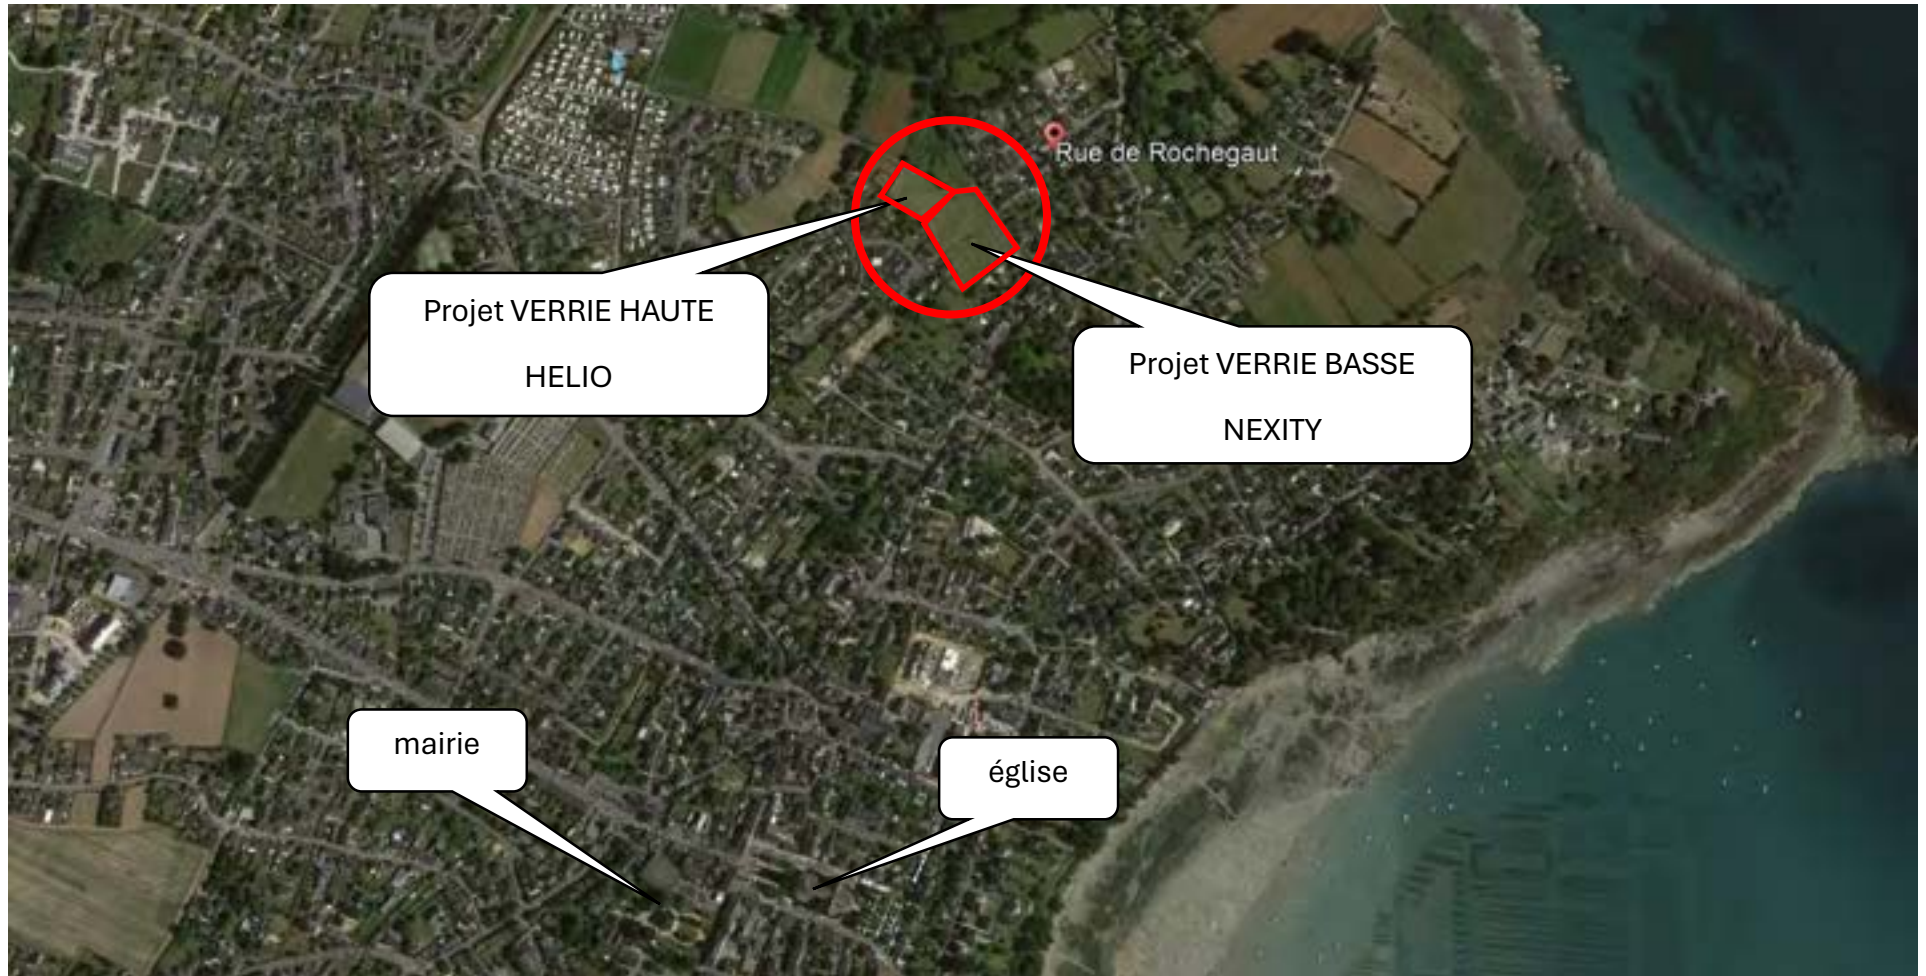 Rue de Rochegaut
Projet VERRIE HAUTE
HELIO
Projet VERRIE BASSE
NEXITY
mairie
église